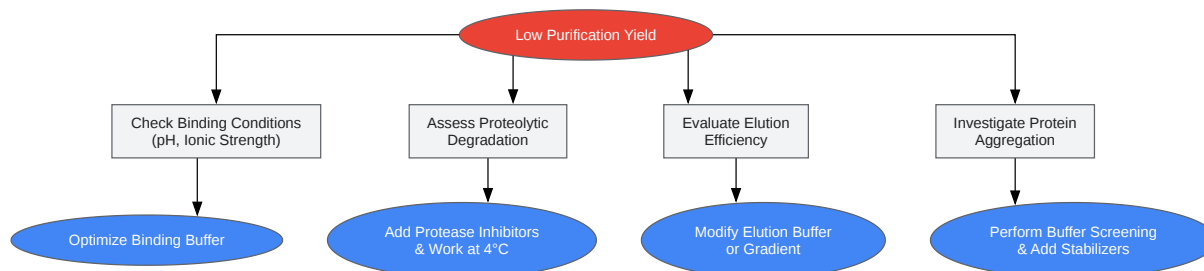 Low Purification Yield
Check Binding Conditions
(pH, Ionic Strength)
Assess Proteolytic
Degradation
Evaluate Elution
Efficiency
Investigate Protein
Aggregation
Optimize Binding Buffer
Add Protease Inhibitors
& Work at 4°C
Modify Elution Buffer
or Gradient
Perform Buffer Screening
& Add Stabilizers